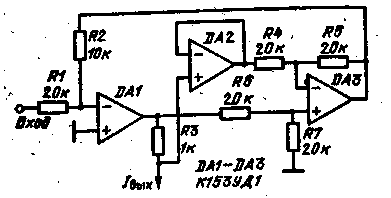 R2
10к
DA2
R4
20к
R5
20к
R1
20к
DA1
R6
20к
DA3
Вход
R3
1к
R7
20к
DA1-DA3
К153УД1
Iвых